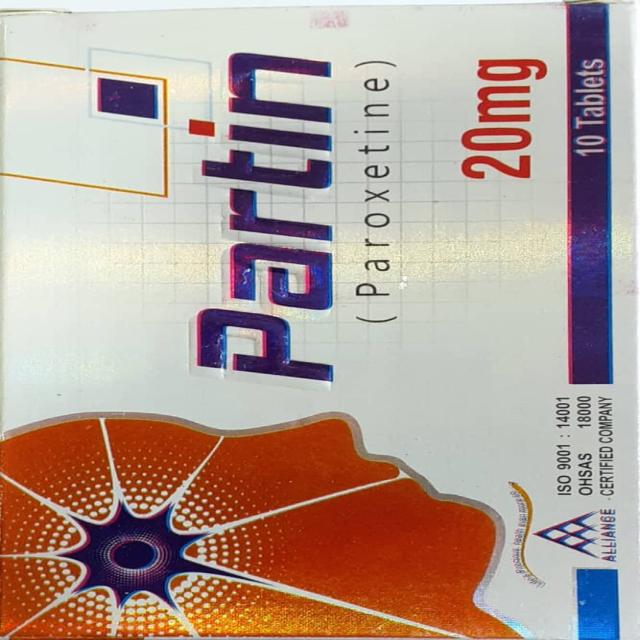 Partin
(Paroxetine)
20mg
10 Tablets
ISO 9001 : 14001
OHSAS 18000
CERTIFIED COMPANY
ALLIANCE